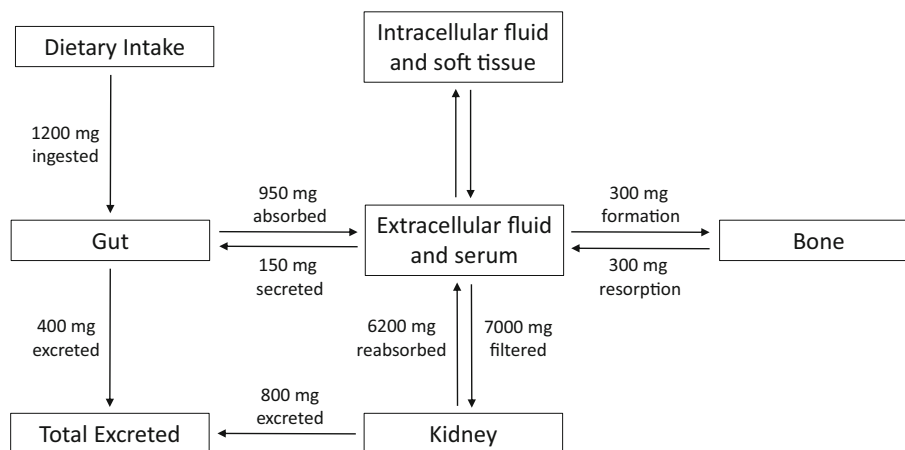 Dietary Intake
Intracellular fluid
and soft tissue
1200 mg
ingested
950 mg
absorbed
300 mg
formation
Gut
Extracellular fluid
and serum
Bone
150 mg
secreted
300 mg
resorption
400 mg
excreted
6200 mg
reabsorbed
7000 mg
filtered
800 mg
excreted
Total Excreted
Kidney